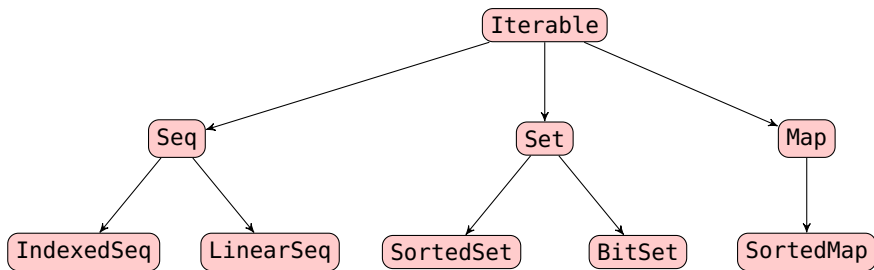 Iterable
Seq
Set
Map
IndexedSeq
LinearSeq
SortedSet
BitSet
SortedMap